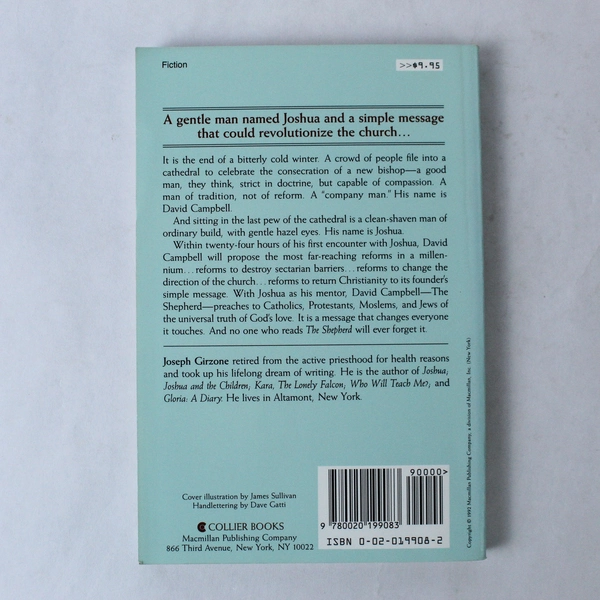 Fiction
>>$9.95
A gentle man named Joshua and a simple message
that could revolutionize the church...
It is the end of a bitterly cold winter. A crowd of people file into a
cathedral to celebrate the consecration of a new bishop—a good
man, they think, strict in doctrine, but capable of compassion. A
man of tradition, not of reform. A "company man." His name is
David Campbell.
And sitting in the last pew of the cathedral is a clean-shaven man of
ordinary build, with gentle hazel eyes. His name is Joshua.
Within twenty-four hours of his first encounter with Joshua, David
Campbell will propose the most far-reaching reforms in a millen-
nium...reforms to destroy sectarian barriers...reforms to change the
direction of the church...reforms to return Christianity to its founder's
simple message. With Joshua as his mentor, David Campbell—The
Shepherd—preaches to Catholics, Protestants, Moslems, and Jews of
the universal truth of God's love. It is a message that changes everyone
it touches. And no one who reads The Shepherd will ever forget it.
Joseph Girzone retired from the active priesthood for health reasons
and took up his lifelong dream of writing. He is the author of Joshua;
Joshua and the Children; Kara, The Lonely Falcon; Who Will Teach Me?; and
Gloria: A Diary. He lives in Altamont, New York.
Cover illustration by James Sullivan
Handlettering by Dave Gatti
COLLIER BOOKS
Macmillan Publishing Company
866 Third Avenue, New York, NY 10022
90000>
9 780020 199083
ISBN 0-02-019908-2
Copyright © 1992 Macmillan Publishing Company, a division of Macmillan, Inc. (New York)